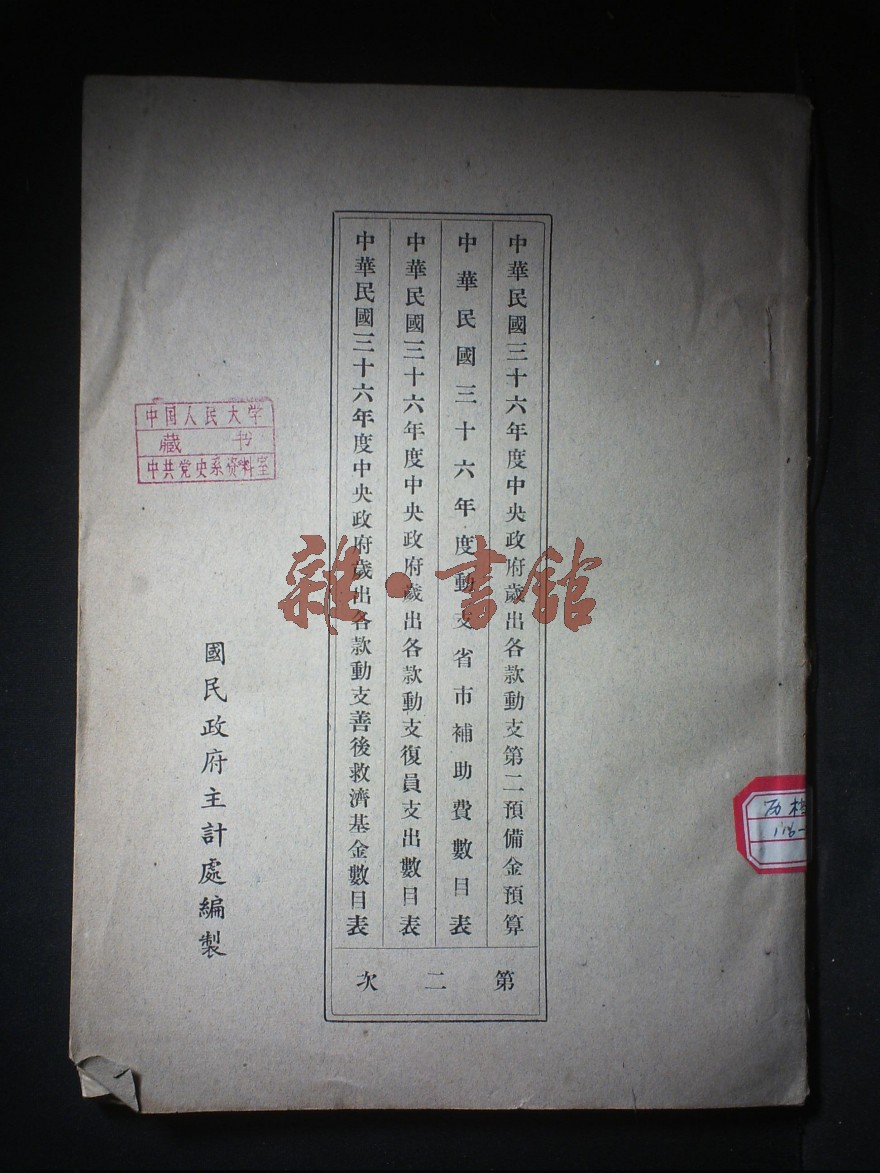 中華民國三十六年度中央政府歲出各款動支第二預備金預算
中華民國三十六年度動支省市補助費數目表
中華民國三十六年度中央政府歲出各款動支復員支出數目表
中華民國三十六年度中央政府歲出各款動支善後救濟基金數目表
第二次
國民政府主計處編製
中国人民大学
藏书
中共党史系资料室
雜·書館